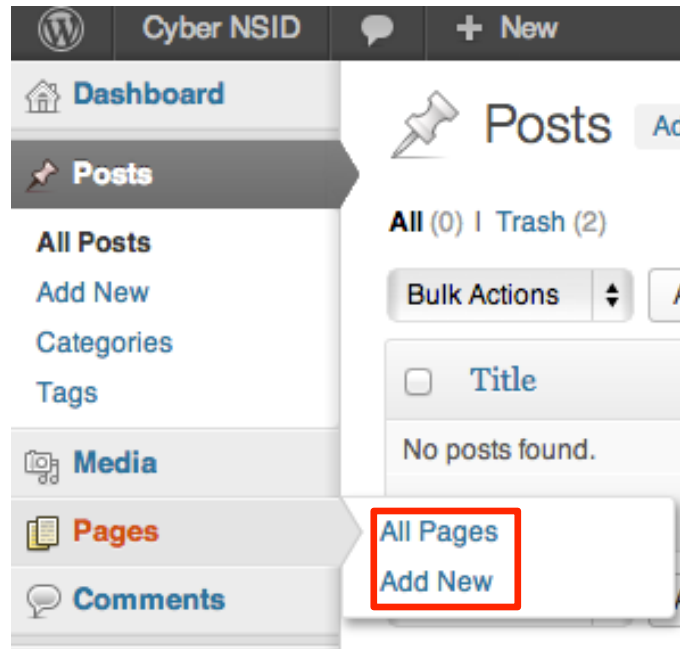 Cyber NSID + New
Dashboard
Posts
All Posts
Add New
Categories
Tags
Media
Pages
Comments
Posts
All (0) | Trash (2)
Bulk Actions
Title
No posts found.
All Pages
Add New